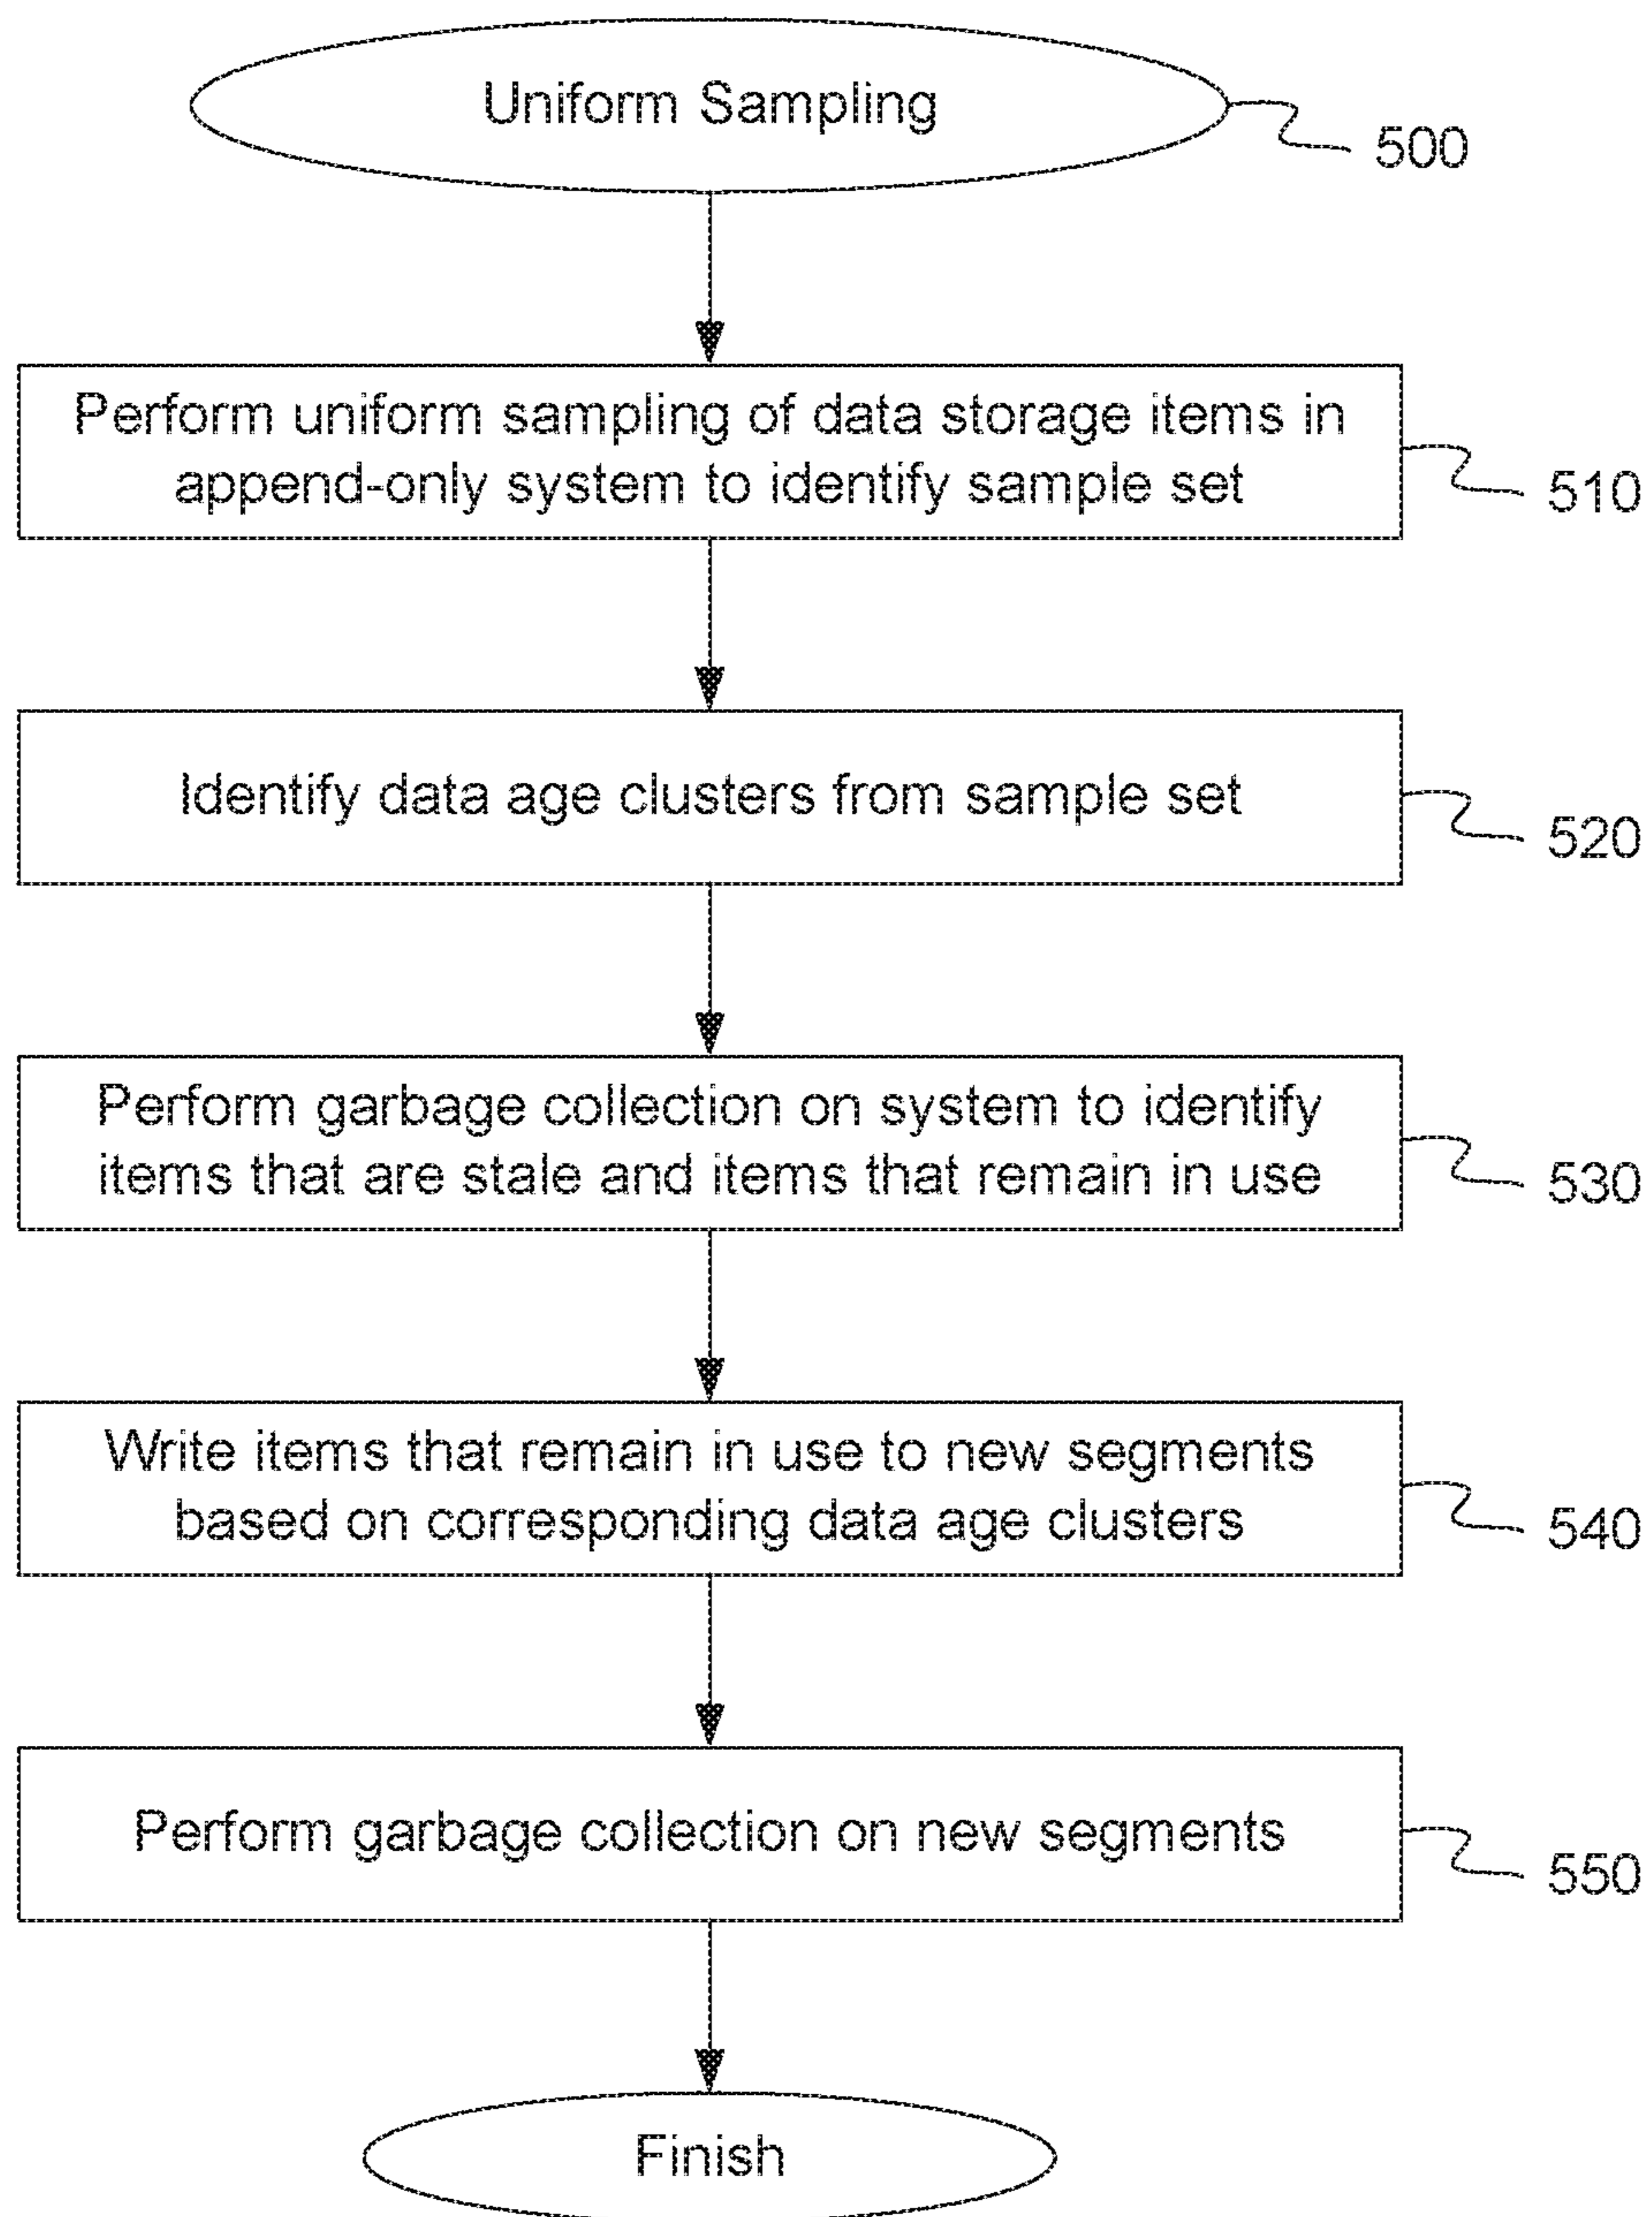 Uniform Sampling
500
Perform uniform sampling of data storage items in
append-only system to identify sample set
510
Identify data age clusters from sample set
520
Perform garbage collection on system to identify
items that are stale and items that remain in use
530
Write items that remain in use to new segments
based on corresponding data age clusters
540
Perform garbage collection on new segments
550
Finish